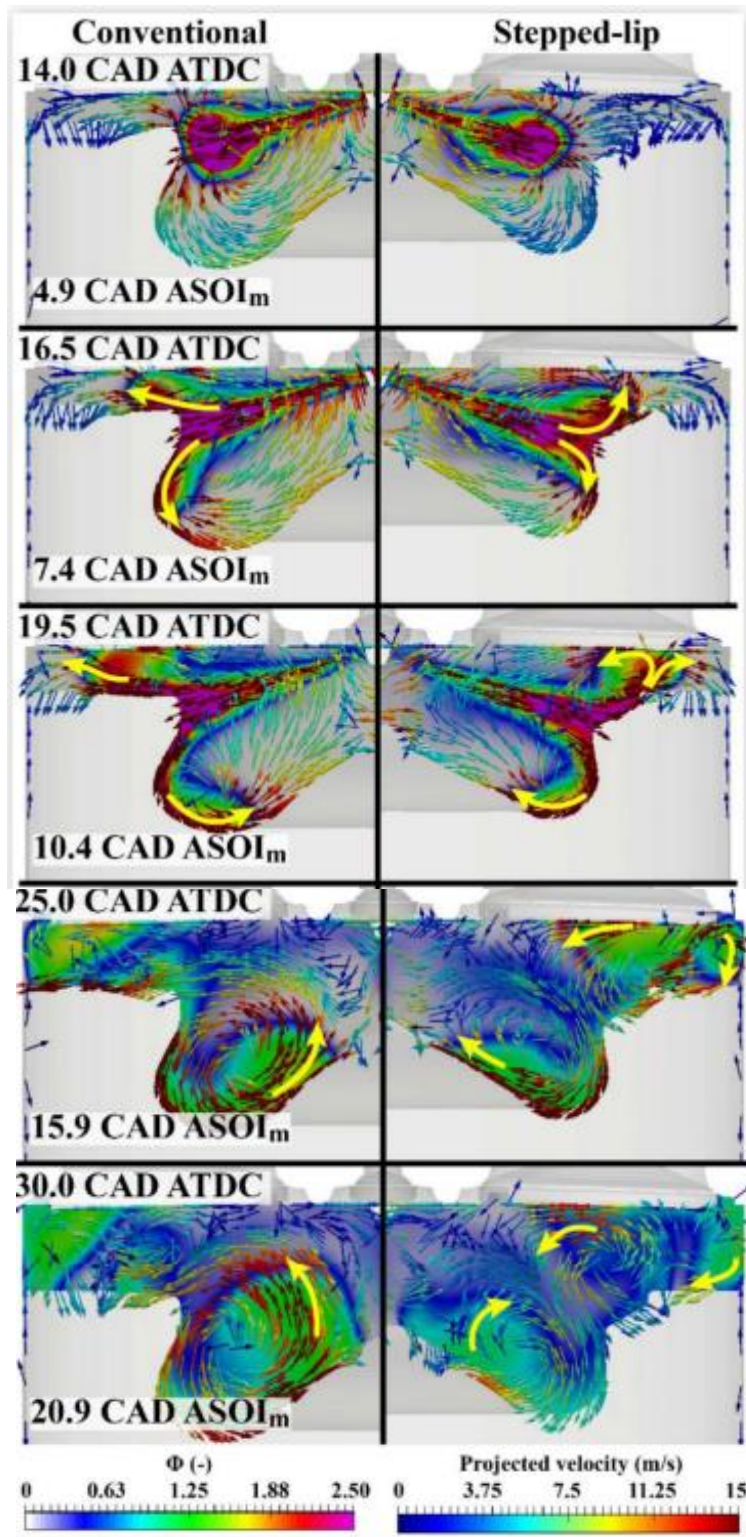 Conventional Stepped-lip
14.0 CAD ATDC
4.9 CAD ASOIm
16.5 CAD ATDC
7.4 CAD ASOIm
19.5 CAD ATDC
10.4 CAD ASOIm
25.0 CAD ATDC
15.9 CAD ASOIm
30.0 CAD ATDC
20.9 CAD ASOIm
Φ (-) Projected velocity (m/s)
0 0.63 1.25 1.88 2.50 0 3.75 7.5 11.25 15